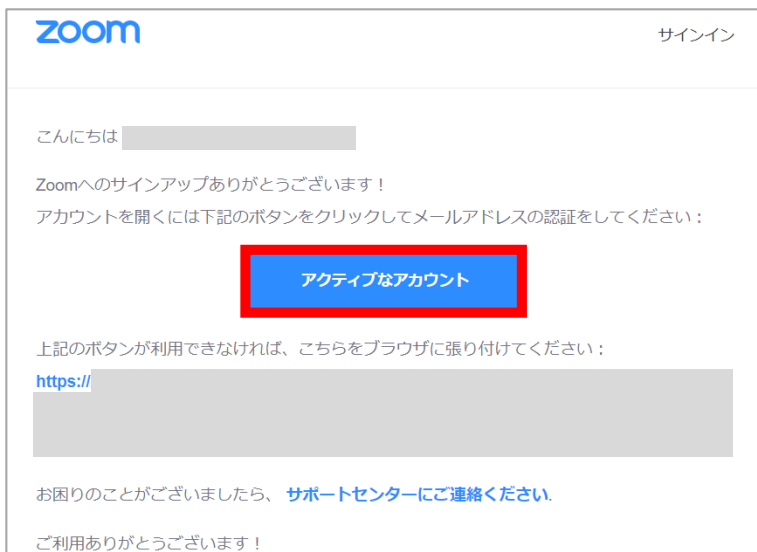 zoom
サインイン
こんにちは
Zoomへのサインアップありがとうございます！
アカウントを開くには下記のボタンをクリックしてメールアドレスの認証をしてください：
アクティブなアカウント
上記のボタンが利用できなければ、こちらをブラウザに張り付けてください：
https://
お困りのことがございましたら、 サポートセンターにご連絡ください.
ご利用ありがとうございます！